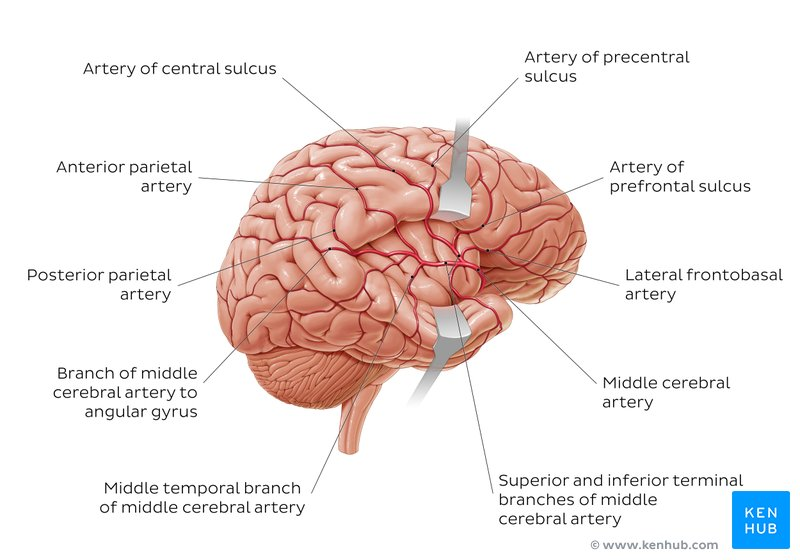 Artery of central sulcus
Artery of precentral
sulcus
Anterior parietal
artery
Artery of
prefrontal sulcus
Posterior parietal
artery
Lateral frontobasal
artery
Branch of middle
cerebral artery to
angular gyrus
Middle cerebral
artery
Middle temporal branch
of middle cerebral artery
Superior and inferior terminal
branches of middle
cerebral artery
KEN
HUB
© www.kenhub.com